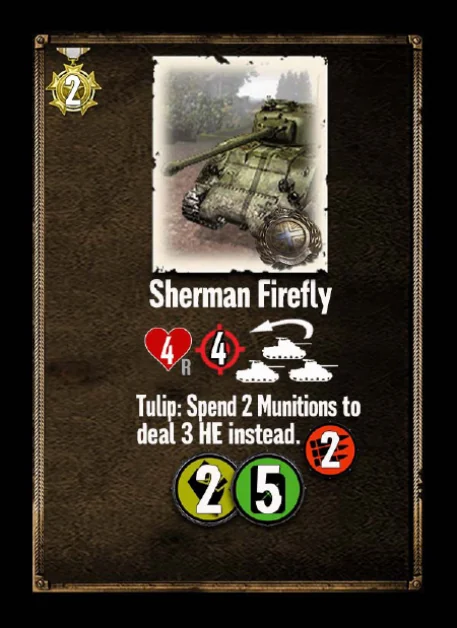 2
Sherman Firefly
4 R 4
Tulip: Spend 2 Munitions to
deal 3 HE instead.
2
2 5